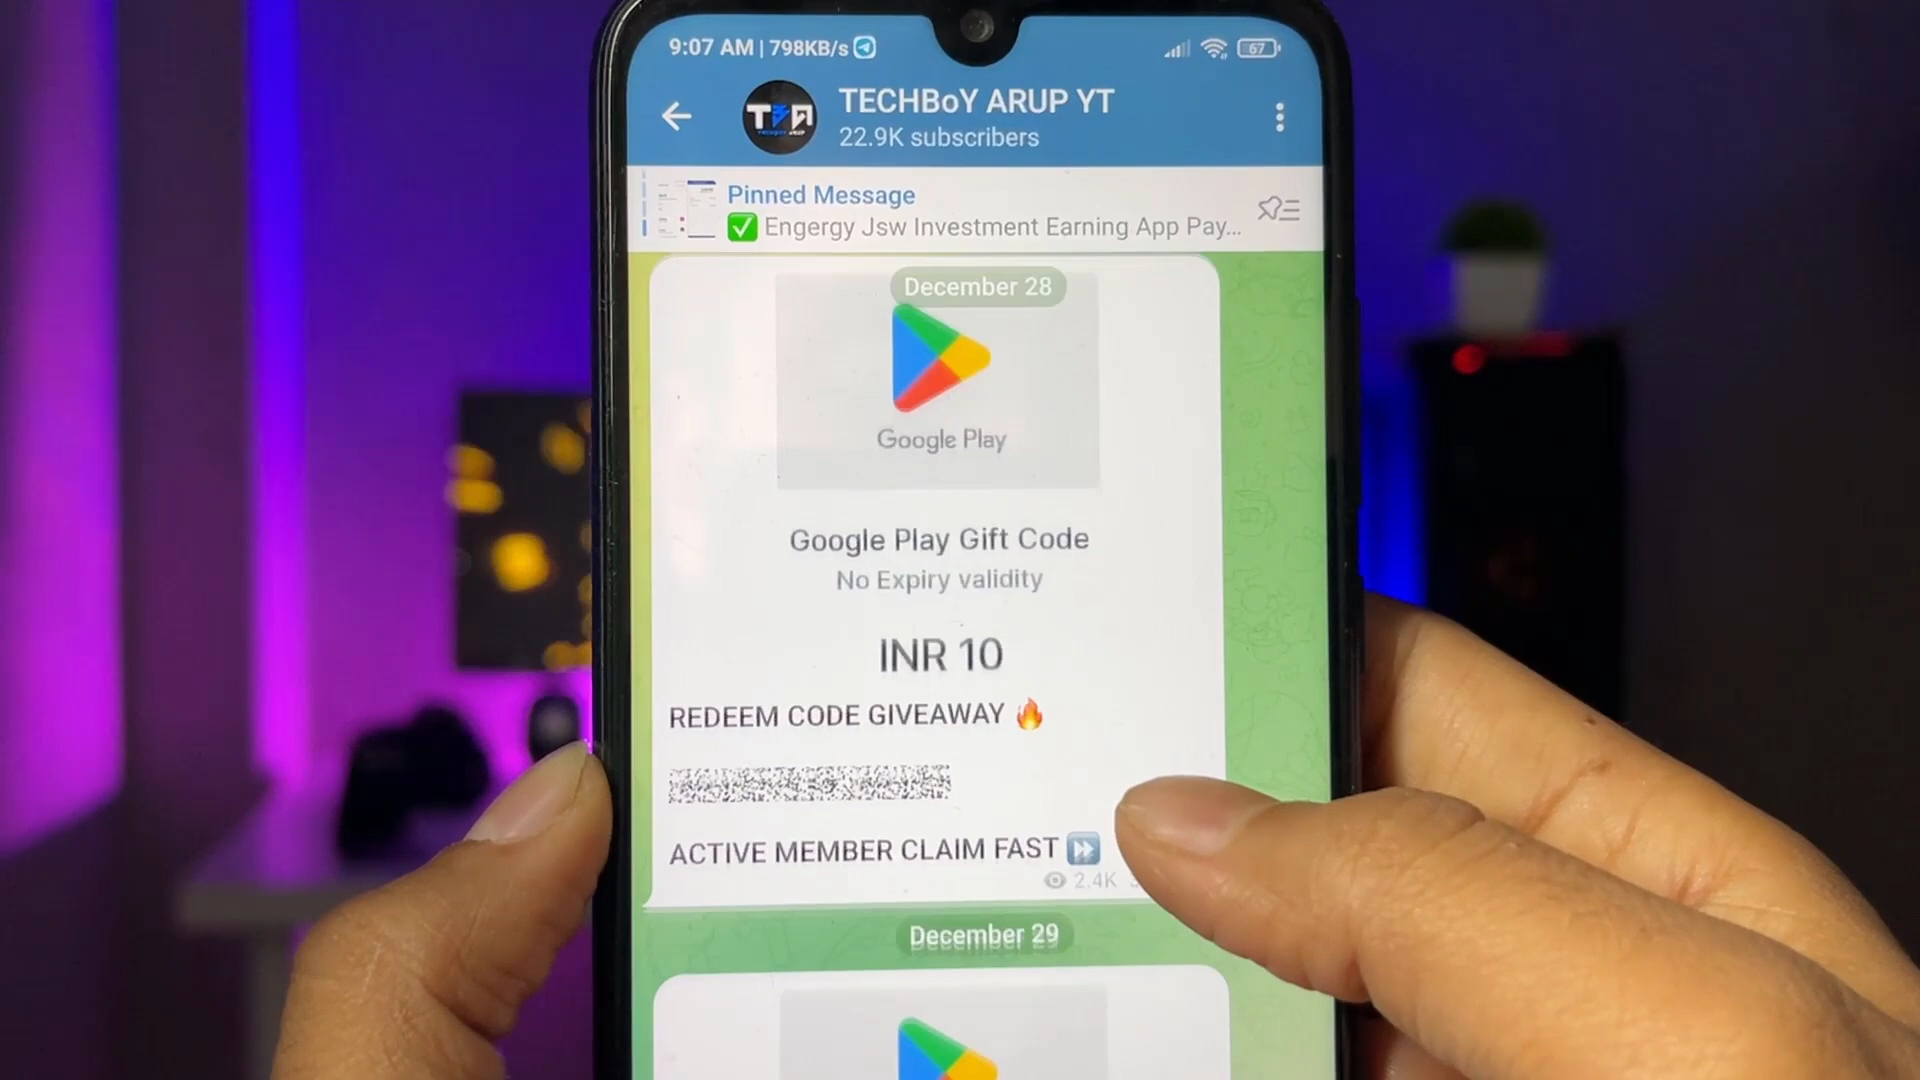 9:07 AM | 798KB/s
67
TECHBoY ARUP YT
22.9K subscribers
Pinned Message
✅ Engergy Jsw Investment Earning App Pay...
December 28
Google Play
Google Play Gift Code
No Expiry validity
INR 10
REDEEM CODE GIVEAWAY 🔥
ACTIVE MEMBER CLAIM FAST ⏩
2.4K
December 29